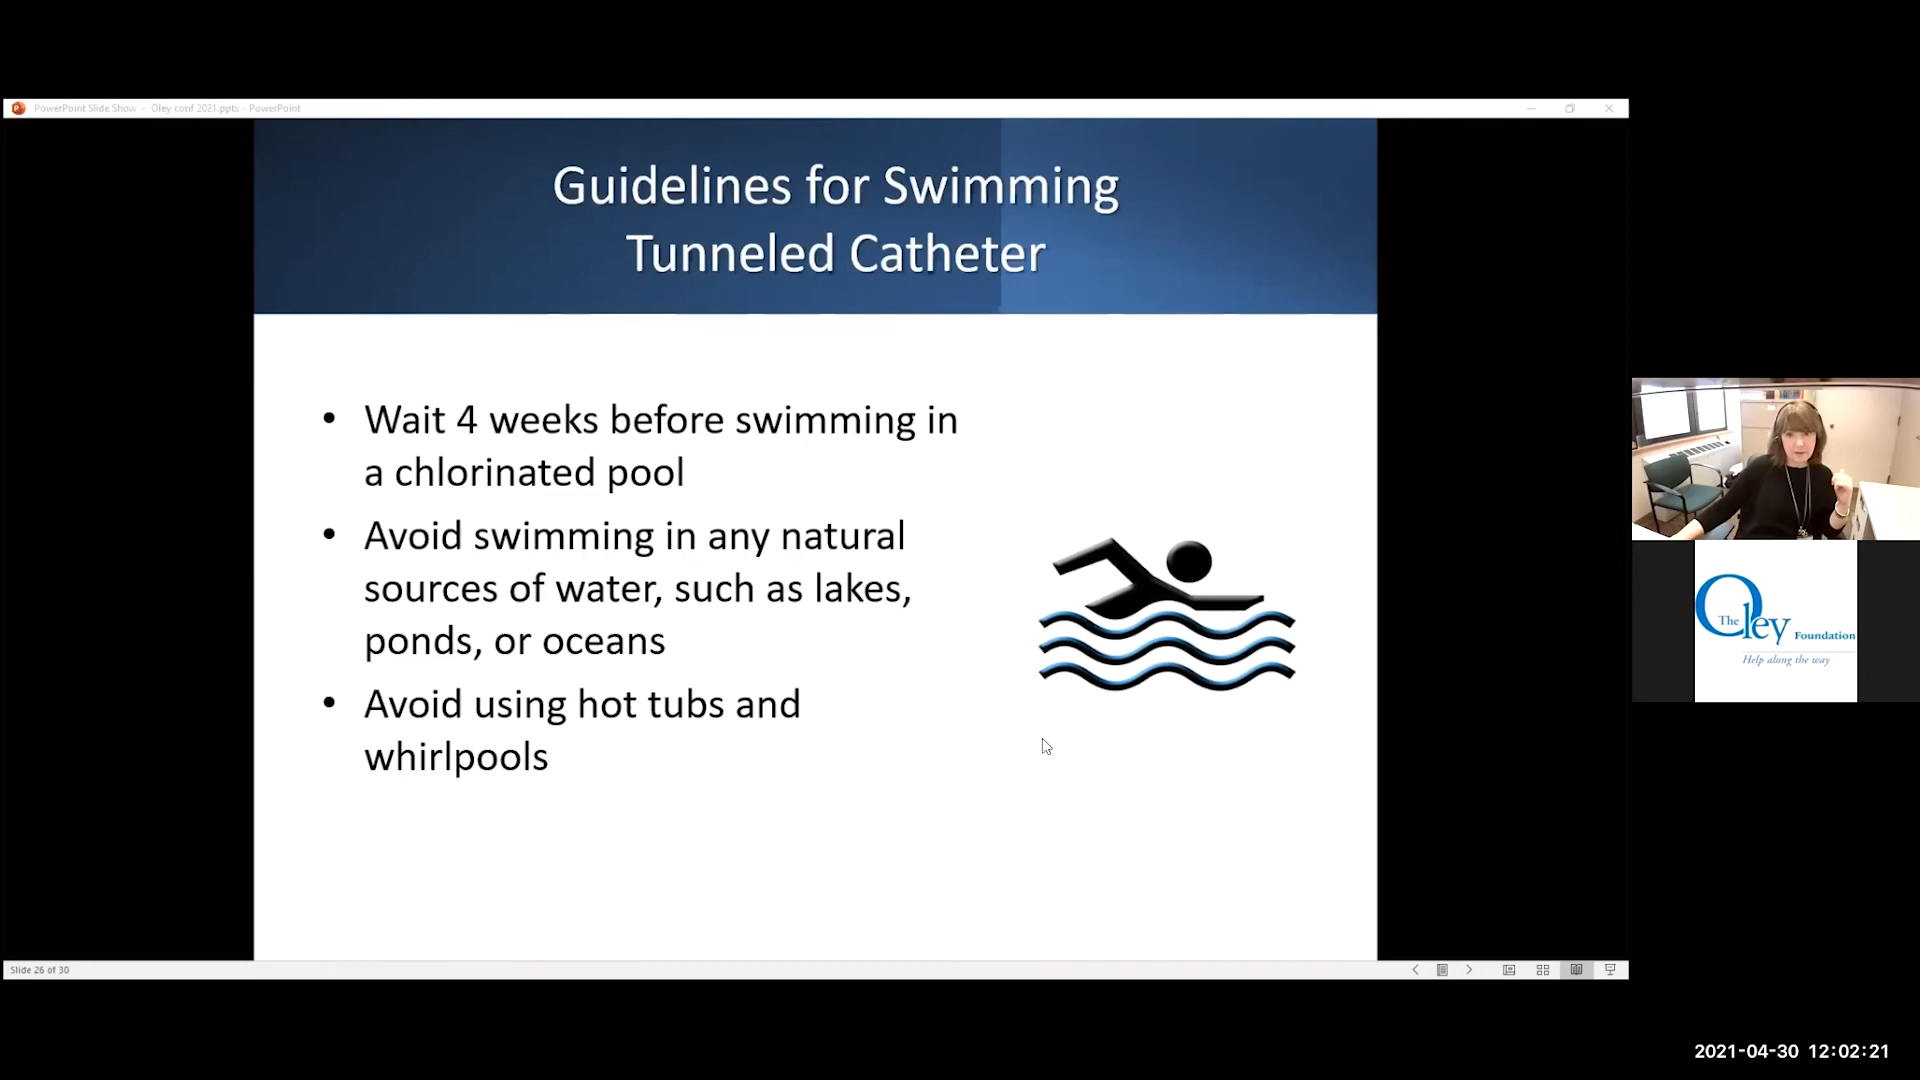 PowerPoint Slide Show - Oley conf 2021.pptx - PowerPoint
Guidelines for Swimming
Tunneled Catheter
• Wait 4 weeks before swimming in
a chlorinated pool
• Avoid swimming in any natural
sources of water, such as lakes,
ponds, or oceans
• Avoid using hot tubs and
whirlpools
The Oley Foundation
Help along the way
Slide 26 of 30
2021-04-30 12:02:21